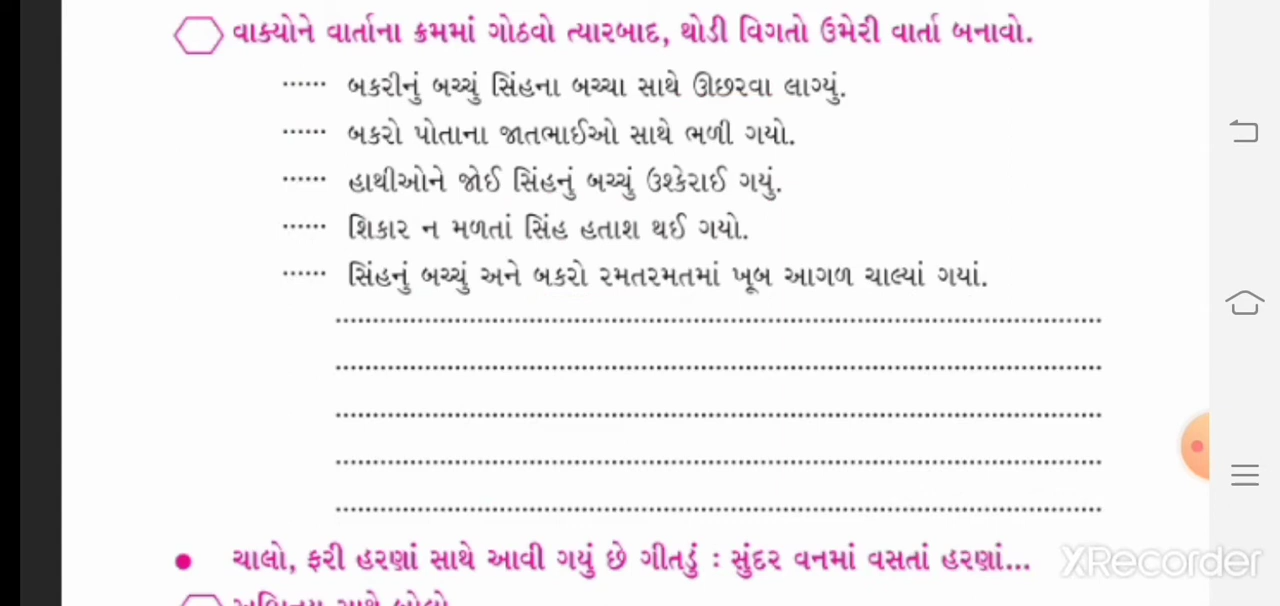 વાક્યોને વાર્તાના ક્રમમાં ગોઠવો ત્યારબાદ, થોડી વિગતો ઉમેરી વાર્તા બનાવો.
...... બકરીનું બચ્ચું સિંહના બચ્ચા સાથે ઊછરવા લાગ્યું.
...... બકરો પોતાના જાતભાઈઓ સાથે ભળી ગયો.
...... હાથીઓને જોઈ સિંહનું બચ્ચું ઉશ્કેરાઈ ગયું.
...... શિકાર ન મળતાં સિંહ હતાશ થઈ ગયો.
...... સિંહનું બચ્ચું અને બકરો રમતરમતમાં ખૂબ આગળ ચાલ્યાં ગયાં.
• ચાલો, ફરી હરણાં સાથે આવી ગયું છે ગીતડું : સુંદર વનમાં વસતાં હરણાં...
XRecorder
અભિનય સાથે બોલો.